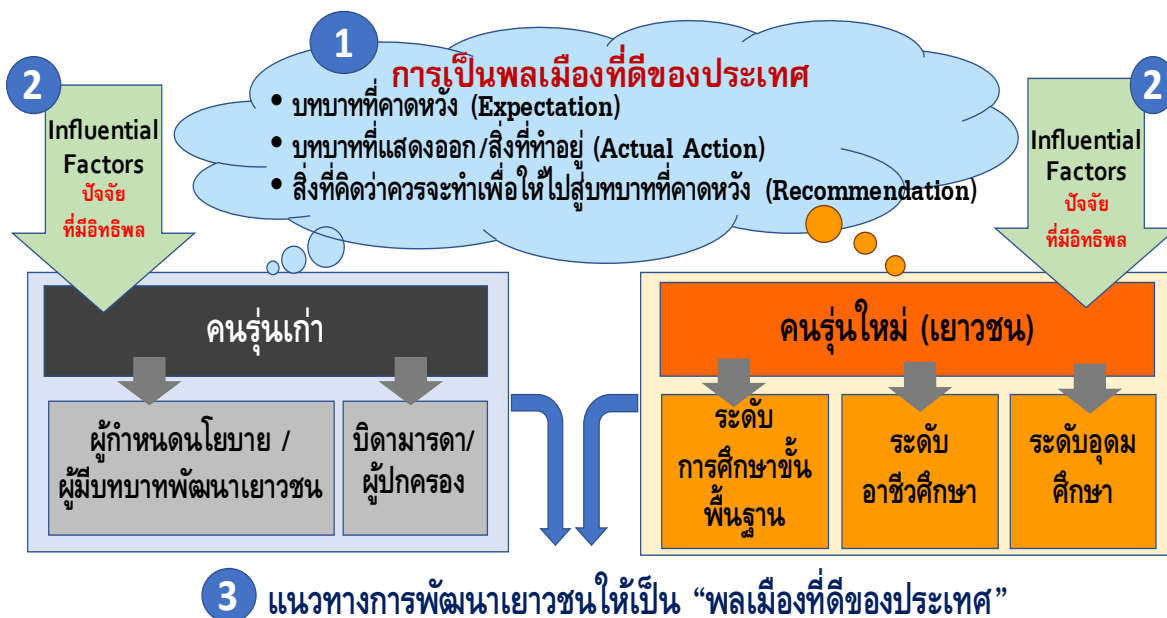 1
การเป็นพลเมืองที่ดีของประเทศ
• บทบาทที่คาดหวัง (Expectation)
• บทบาทที่แสดงออก/สิ่งที่ทำอยู่ (Actual Action)
• สิ่งที่คิดว่าควรจะทำเพื่อให้ไปสู่บทบาทที่คาดหวัง (Recommendation)
2
Influential
Factors
ปัจจัย
ที่มีอิทธิพล
2
Influential
Factors
ปัจจัย
ที่มีอิทธิพล
คนรุ่นเก่า
ผู้กำหนดนโยบาย /
ผู้มีบทบาทพัฒนาเยาวชน
บิดามารดา/
ผู้ปกครอง
คนรุ่นใหม่ (เยาวชน)
ระดับ
การศึกษาขั้น
พื้นฐาน
ระดับ
อาชีวศึกษา
ระดับอุดม
ศึกษา
3 แนวทางการพัฒนาเยาวชนให้เป็น “พลเมืองที่ดีของประเทศ”